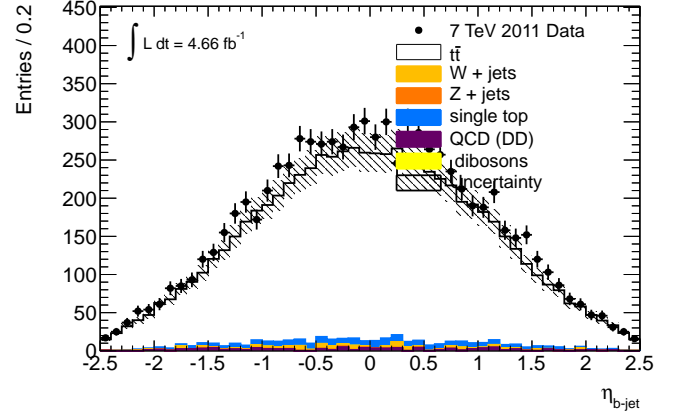 Entries / 0.2
450
400
350
300
250
200
150
100
50
0
∫ L dt = 4.66 fb-1
7 TeV 2011 Data
tt̄
W + jets
Z + jets
single top
QCD (DD)
dibosons
Uncertainty
-2.5 -2 -1.5 -1 -0.5 0 0.5 1 1.5 2 2.5
ηb-jet